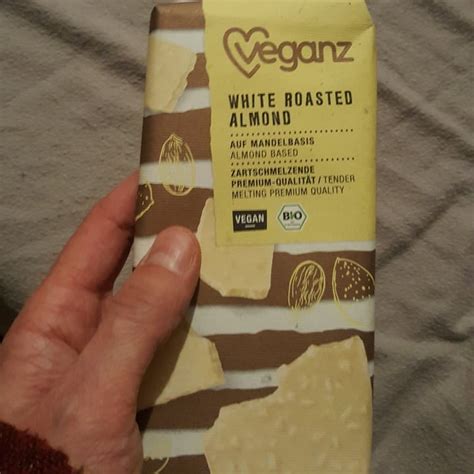 veganz
WHITE ROASTED
ALMOND
AUF MANDELBASIS
ALMOND BASED
ZARTSCHMELZENDE
PREMIUM-QUALITÄT / TENDER
MELTING PREMIUM QUALITY
VEGAN
BIO